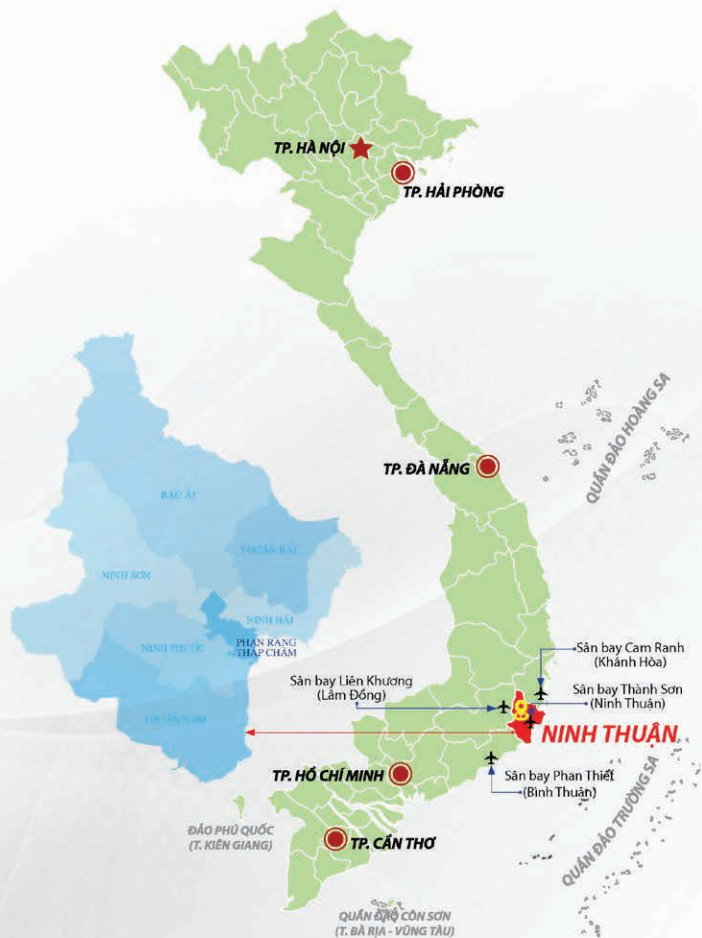 TP. HÀ NỘI
TP. HẢI PHÒNG
QUẦN ĐẢO HOÀNG SA
TP. ĐÀ NẴNG
BÁC ÁI
THUẬN BẮC
NINH SƠN
NINH HẢI
PHAN RANG
THÁP CHÀM
NINH PHƯỚC
THUẬN NAM
Sân bay Cam Ranh
(Khánh Hòa)
Sân bay Liên Khương
(Lâm Đồng)
Sân bay Thành Sơn
(Ninh Thuận)
NINH THUẬN
TP. HỒ CHÍ MINH
Sân bay Phan Thiết
(Bình Thuận)
QUẦN ĐẢO TRƯỜNG SA
ĐẢO PHÚ QUỐC
(T. KIÊN GIANG)
TP. CẦN THƠ
QUẦN ĐẢO CÔN SƠN
(T. BÀ RỊA - VŨNG TÀU)